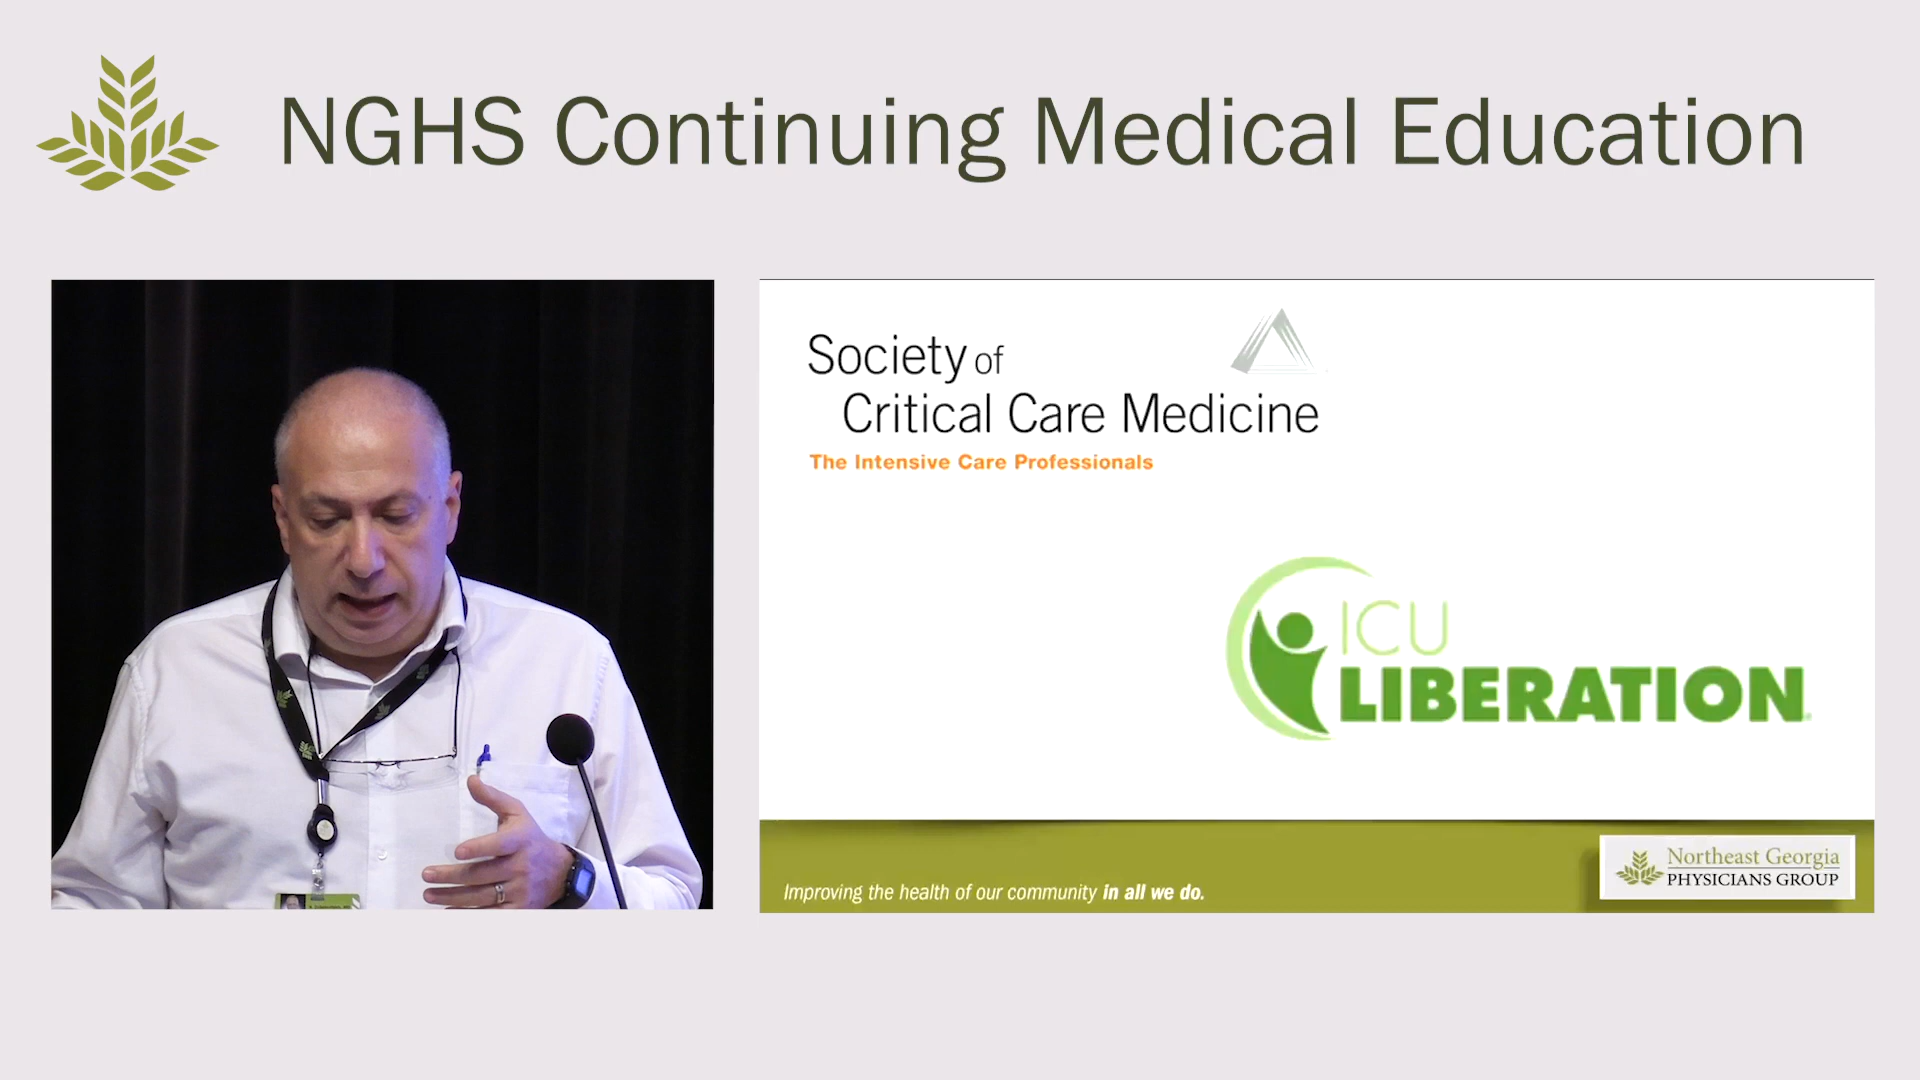 NGHS Continuing Medical Education
Society of
Critical Care Medicine
The Intensive Care Professionals
ICU
LIBERATION
Improving the health of our community in all we do.
Northeast Georgia
PHYSICIANS GROUP